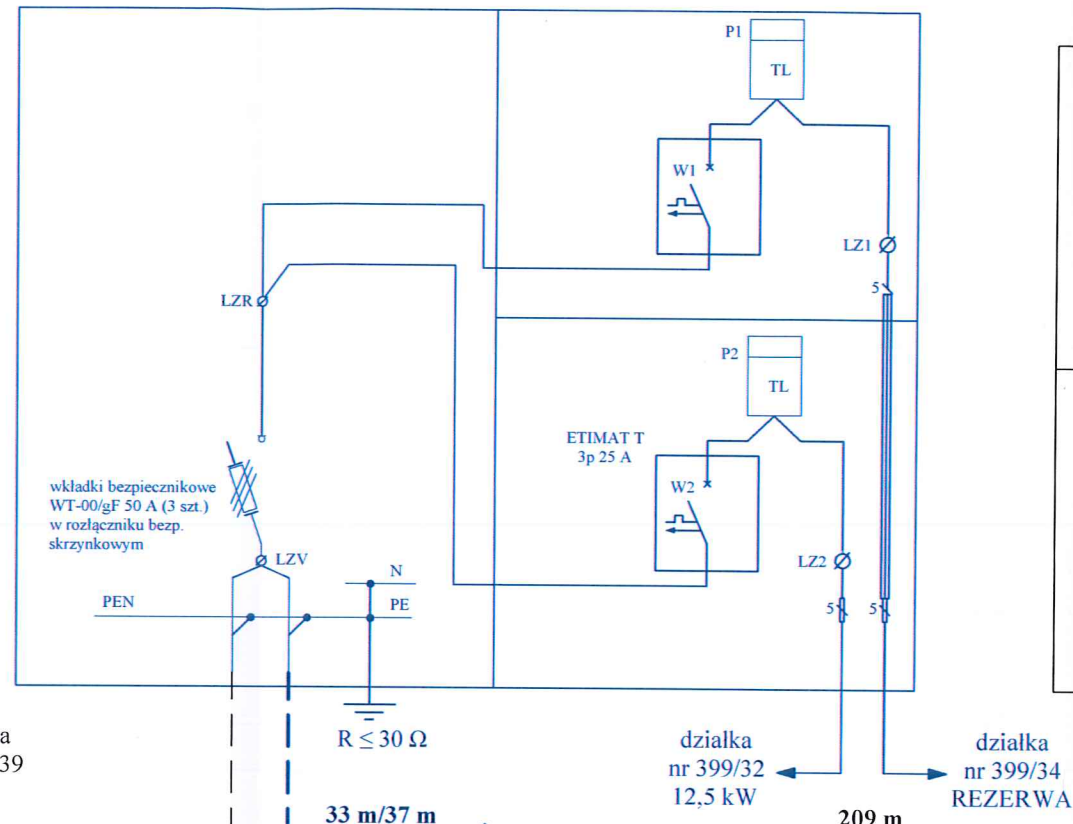 P1
TL
W1
LZ1
5
LZR
P2
TL
ETIMAT T
3p 25 A
W2
wkładki bezpiecznikowe
WT-00/gF 50 A (3 szt.)
w rozłączniku bezp.
skrzynkowym
LZV
LZ2
N
PEN
PE
5
5
R ≤ 30 Ω
a
39
działka
nr 399/32
12,5 kW
działka
nr 399/34
REZERWA
33 m/37 m
209 m